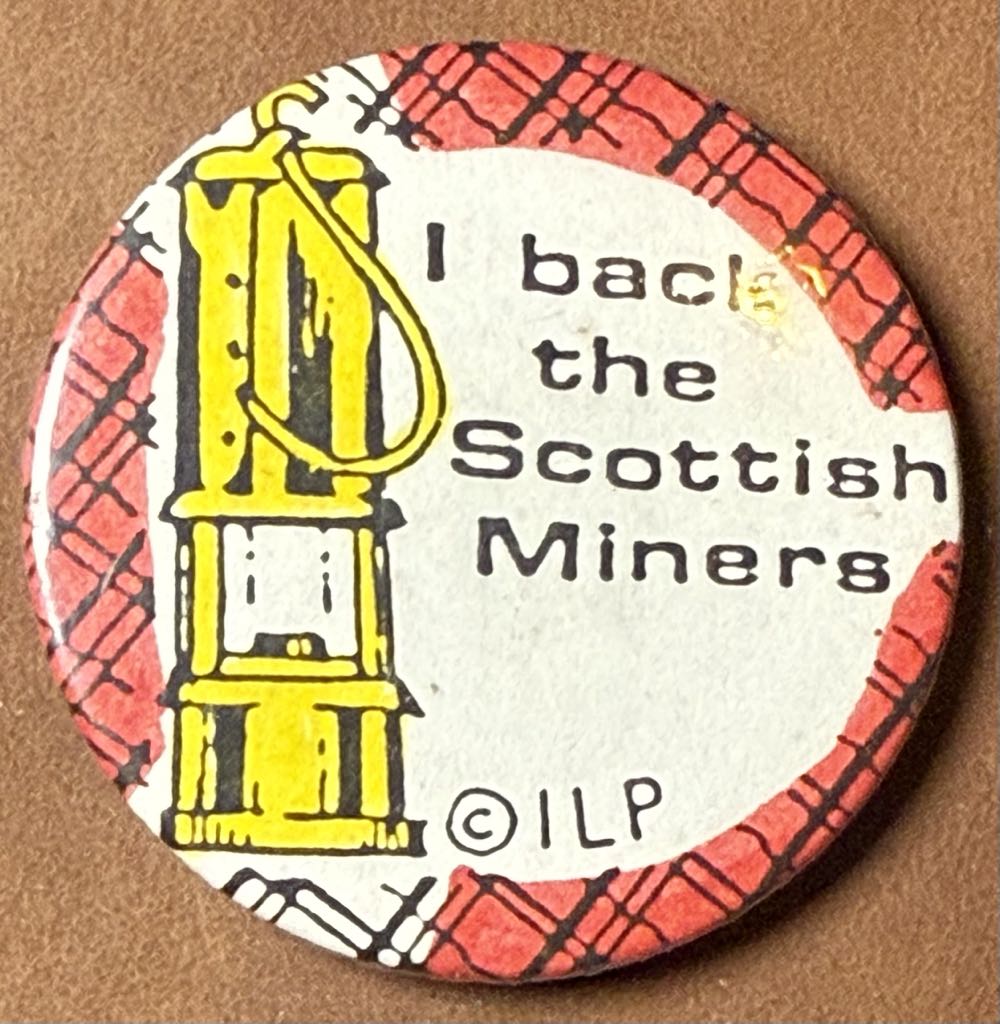 I back
the
Scottish
Miners
© ILP